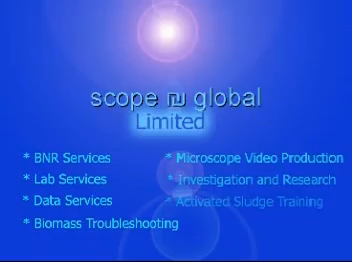 scope ₪ global
Limited
* BNR Services
* Microscope Video Production
* Lab Services
* Investigation and Research
* Data Services
* Activated Sludge Training
* Biomass Troubleshooting